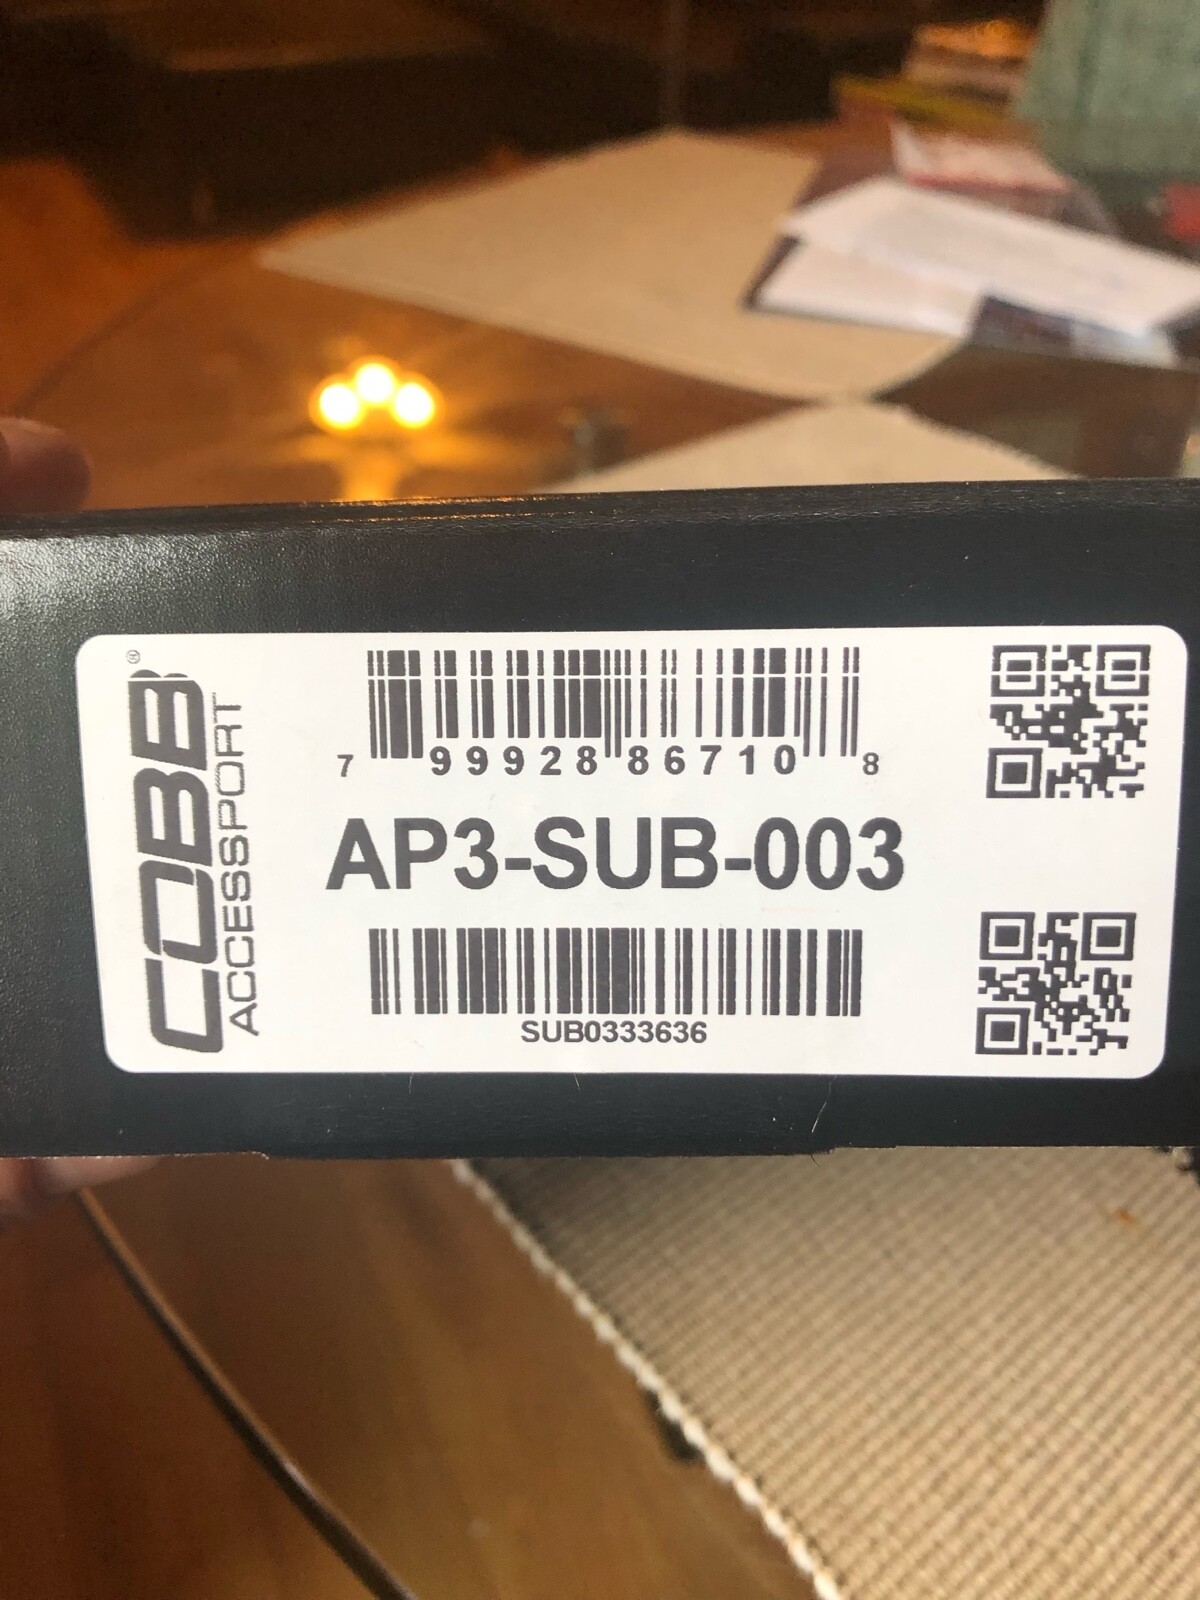 COBB®
ACCESSPORT
7 99928 86710 8
AP3-SUB-003
SUB0333636